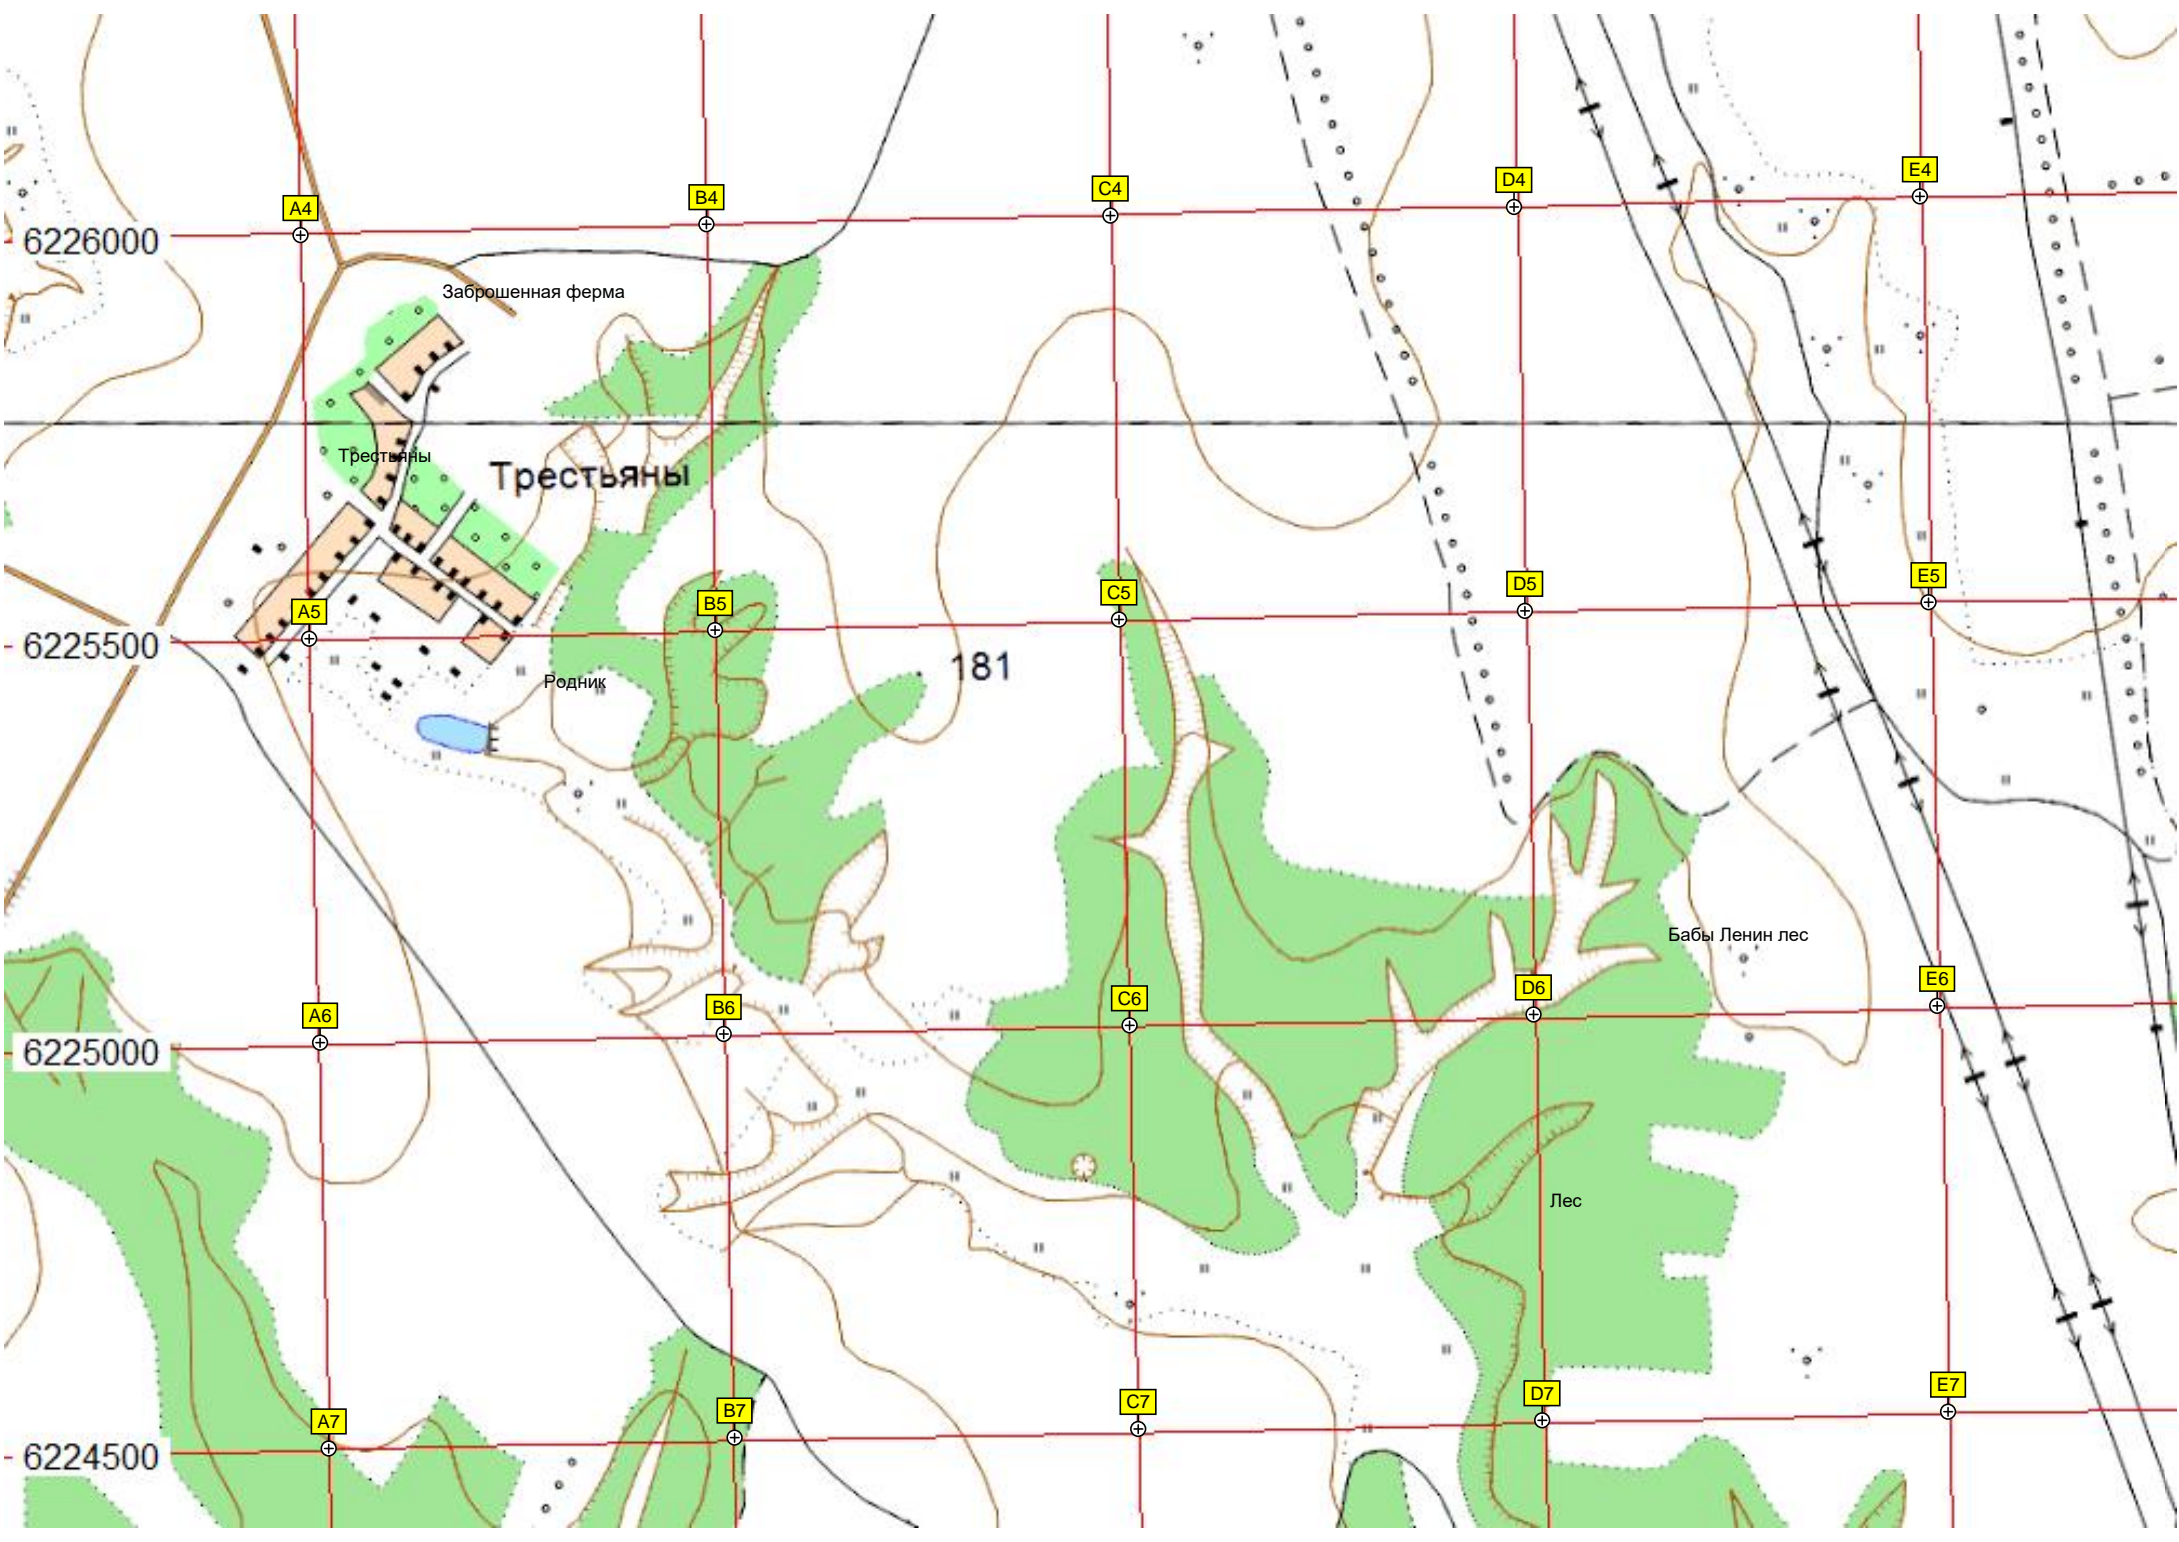 E4
D4
C4
B4
A4
6226000
Заброшенная ферма
Трестьяны
Трестьяны
E5
D5
C5
B5
A5
6225500
181
Родник
Бабы Ленин лес
E6
D6
C6
B6
A6
6225000
Лес
E7
D7
C7
B7
A7
6224500